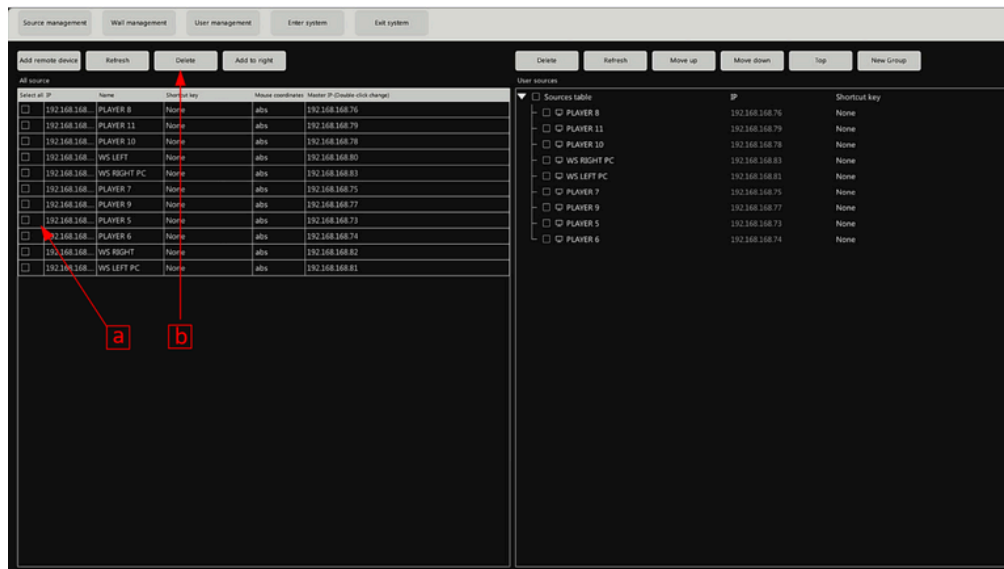 Source management Wall management User management Enter system Exit system
Add remote device Refresh Delete Add to right Delete Refresh Move up Move down Top New Group
All source User sources
Select all IP Name Shortcut key Mouse coordinates Master IP-(Double-click change) Sources table IP Shortcut key
192.168.168... PLAYER 8 None abs 192.168.168.76
192.168.168... PLAYER 11 None abs 192.168.168.79
192.168.168... PLAYER 10 None abs 192.168.168.78
192.168.168... WS LEFT None abs 192.168.168.80
192.168.168... WS RIGHT PC None abs 192.168.168.83
192.168.168... PLAYER 7 None abs 192.168.168.75
192.168.168... PLAYER 9 None abs 192.168.168.77
192.168.168... PLAYER 5 None abs 192.168.168.73
192.168.168... PLAYER 6 None abs 192.168.168.74
192.168.168... WS RIGHT None abs 192.168.168.82
192.168.168... WS LEFT PC None abs 192.168.168.81
PLAYER 8 192.168.168.76 None
PLAYER 11 192.168.168.79 None
PLAYER 10 192.168.168.78 None
WS RIGHT PC 192.168.168.83 None
WS LEFT PC 192.168.168.81 None
PLAYER 7 192.168.168.75 None
PLAYER 9 192.168.168.77 None
PLAYER 5 192.168.168.73 None
PLAYER 6 192.168.168.74 None
a b